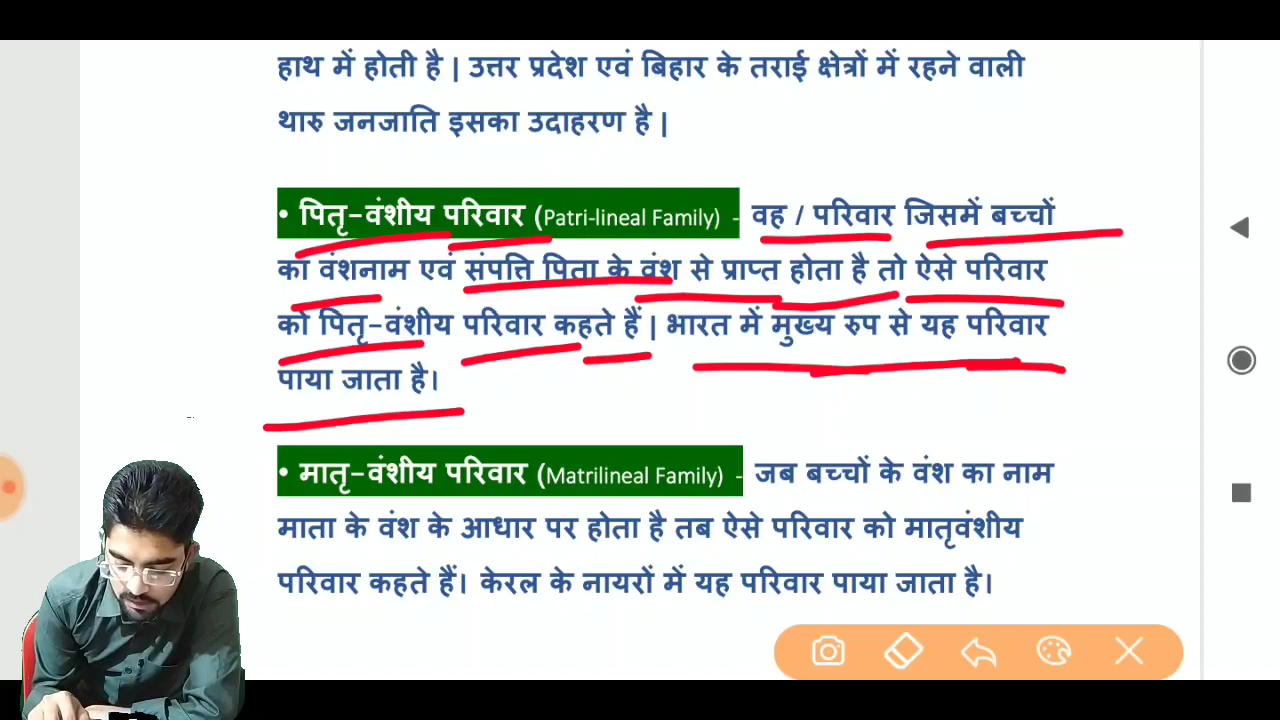 हाथ में होती है | उत्तर प्रदेश एवं बिहार के तराई क्षेत्रों में रहने वाली
थारु जनजाति इसका उदाहरण है |
• पितृ-वंशीय परिवार (Patri-lineal Family) - वह / परिवार जिसमें बच्चों
का वंशनाम एवं संपत्ति पिता के वंश से प्राप्त होता है तो ऐसे परिवार
को पितृ-वंशीय परिवार कहते हैं | भारत में मुख्य रुप से यह परिवार
पाया जाता है।
• मातृ-वंशीय परिवार (Matrilineal Family) - जब बच्चों के वंश का नाम
माता के वंश के आधार पर होता है तब ऐसे परिवार को मातृवंशीय
परिवार कहते हैं। केरल के नायरों में यह परिवार पाया जाता है।